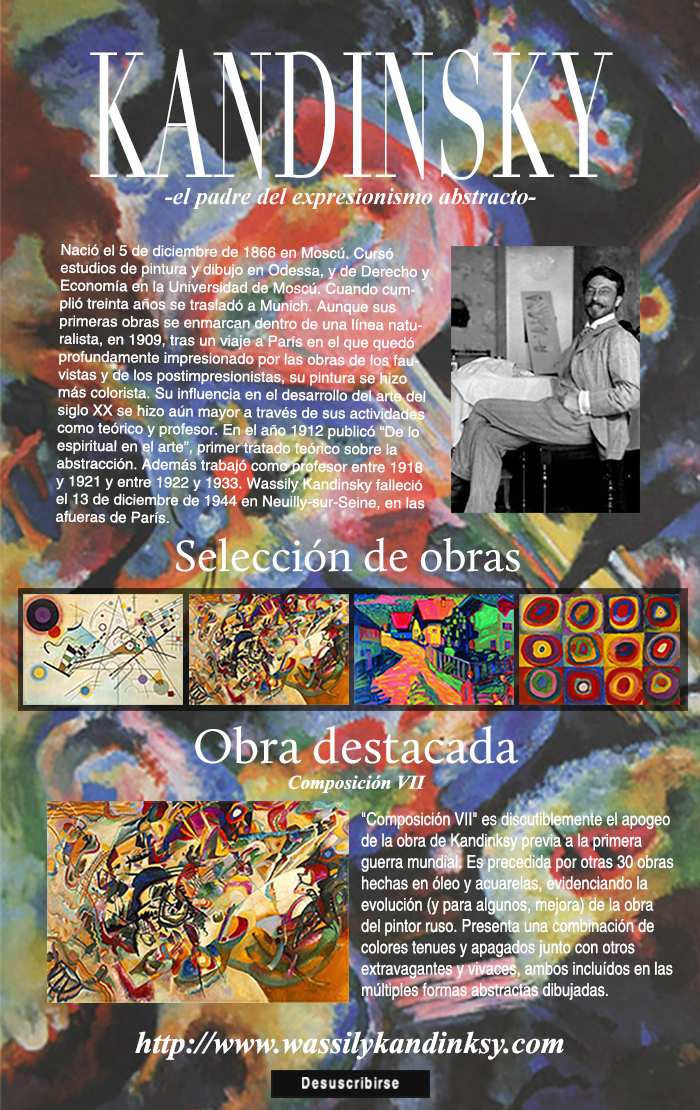 KANDINSKY
-el padre del expresionismo abstracto-
Nació el 5 de diciembre de 1866 en Moscú. Cursó
estudios de pintura y dibujo en Odessa, y de Derecho y
Economía en la Universidad de Moscú. Cuando cum-
plió treinta años se trasladó a Munich. Aunque sus
primeras obras se enmarcan dentro de una línea natu-
ralista, en 1909, tras un viaje a París en el que quedó
profundamente impresionado por las obras de los fau-
vistas y de los postimpresionistas, su pintura se hizo
más colorista. Su influencia en el desarrollo del arte del
siglo XX se hizo aún mayor a través de sus actividades
como teórico y profesor. En el año 1912 publicó “De lo
espiritual en el arte”, primer tratado teórico sobre la
abstracción. Además trabajó como profesor entre 1918
y 1921 y entre 1922 y 1933. Wassily Kandinsky falleció
el 13 de diciembre de 1944 en Neuilly-sur-Seine, en las
afueras de París.
Selección de obras
Obra destacada
Composición VII
"Composición VII" es discutiblemente el apogeo
de la obra de Kandinksy previa a la primera
guerra mundial. Es precedida por otras 30 obras
hechas en óleo y acuarelas, evidenciando la
evolución (y para algunos, mejora) de la obra
del pintor ruso. Presenta una combinación de
colores tenues y apagados junto con otros
extravagantes y vivaces, ambos incluídos en las
múltiples formas abstractas dibujadas.
http://www.wassilykandinksy.com
Desuscribirse